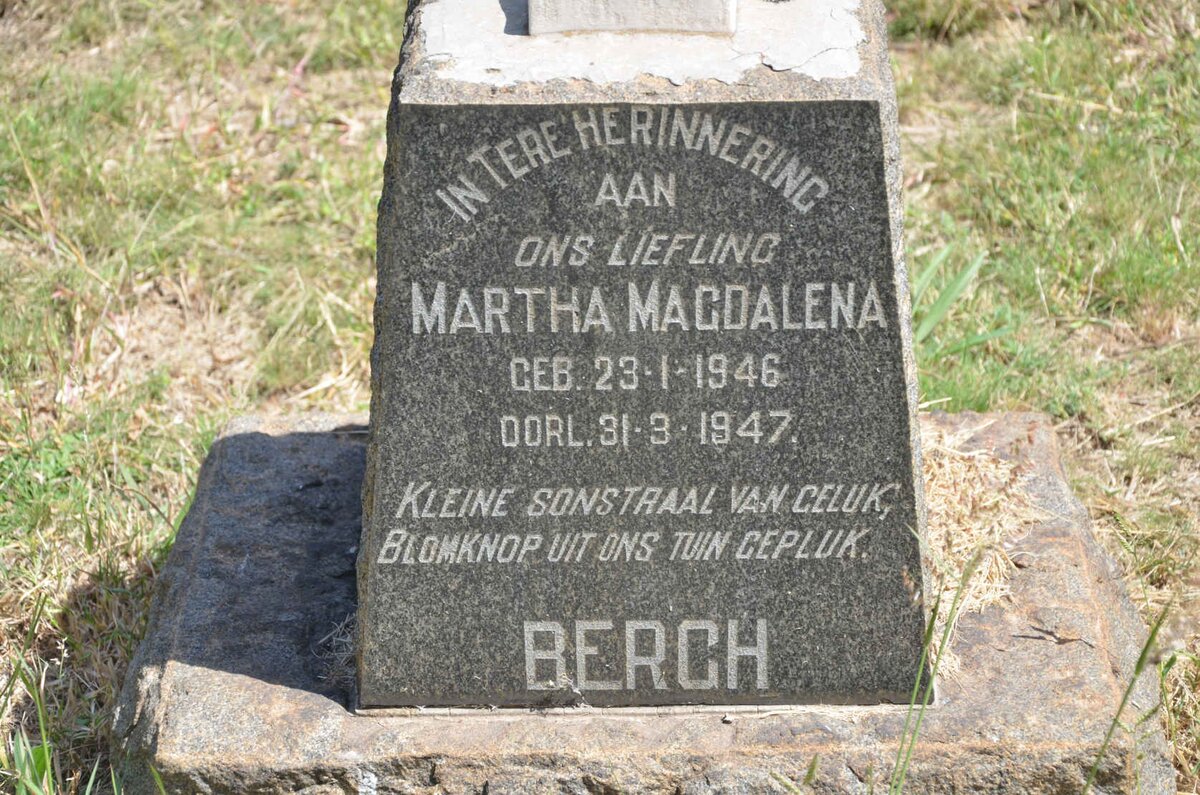 IN TERE HERINNERING
AAN
ONS LIEFLING
MARTHA MAGDALENA
GEB. 23·1·1946
OORL. 31·3·1947.
KLEINE SONSTRAAL VAN GELUK,
BLOMKNOP UIT ONS TUIN GEPLUK.
BERGH